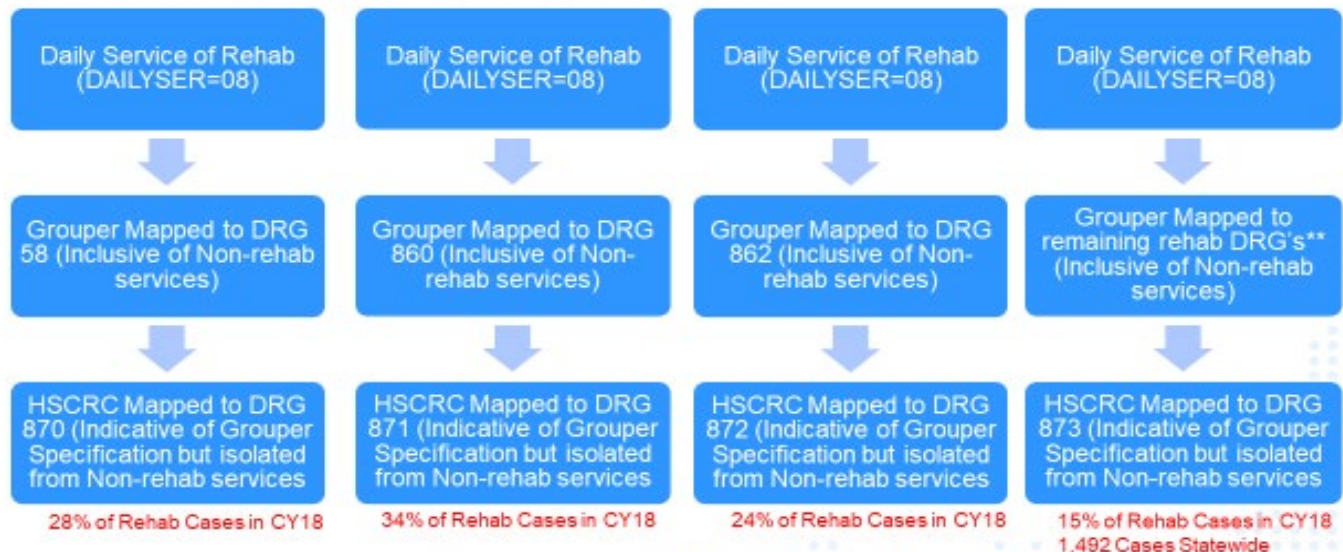 Daily Service of Rehab
(DAILYSER=08)
Daily Service of Rehab
(DAILYSER=08)
Daily Service of Rehab
(DAILYSER=08)
Daily Service of Rehab
(DAILYSER=08)
Grouper Mapped to DRG
58 (Inclusive of Non-rehab
services)
Grouper Mapped to DRG
860 (Inclusive of Non-
rehab services)
Grouper Mapped to DRG
862 (Inclusive of Non-
rehab services)
Grouper Mapped to
remaining rehab DRG's**
(Inclusive of Non-rehab
services)
HSCRC Mapped to DRG
870 (Indicative of Grouper
Specification but isolated
from Non-rehab services
HSCRC Mapped to DRG
871 (Indicative of Grouper
Specification but isolated
from Non-rehab services
HSCRC Mapped to DRG
872 (Indicative of Grouper
Specification but isolated
from Non-rehab services
HSCRC Mapped to DRG
873 (Indicative of Grouper
Specification but isolated
from Non-rehab services
28% of Rehab Cases in CY18
34% of Rehab Cases in CY18
24% of Rehab Cases in CY18
15% of Rehab Cases in CY18
1,492 Cases Statewide